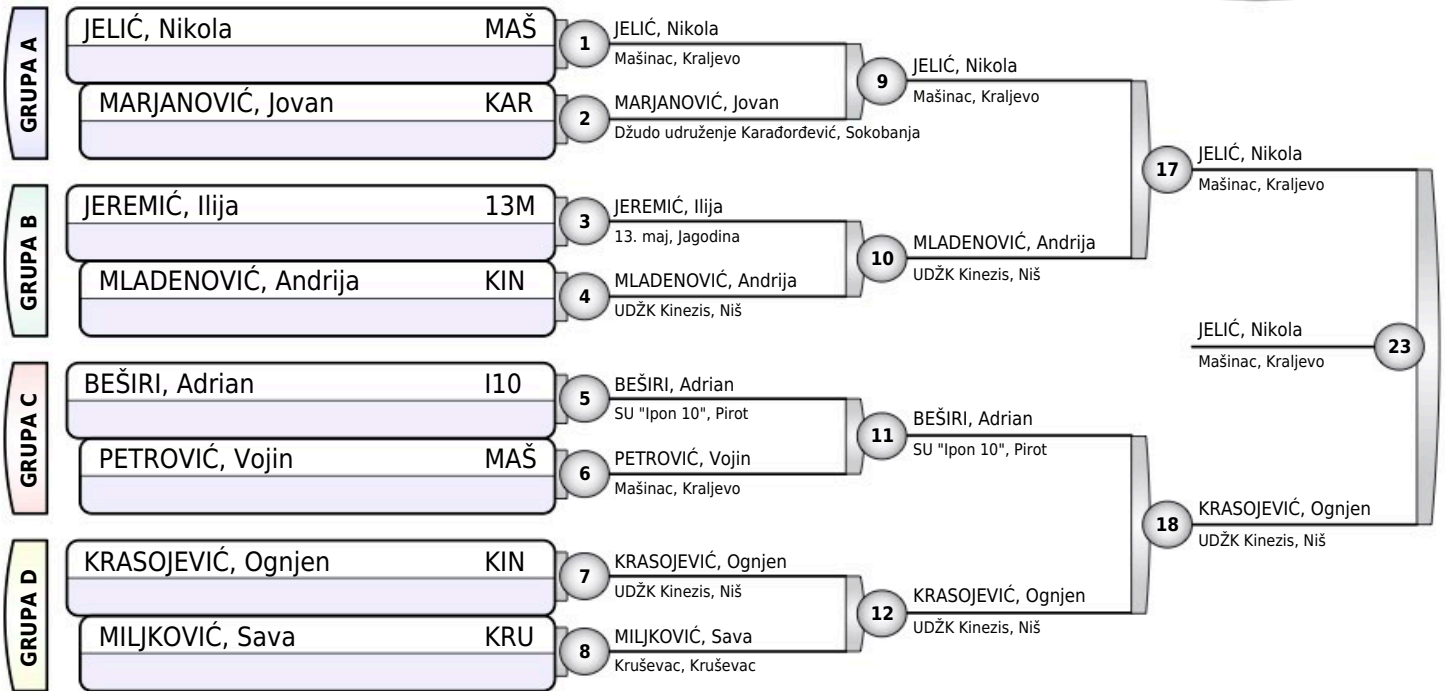 GRUPA A
JELIĆ, Nikola MAŠ
MARJANOVIĆ, Jovan KAR
GRUPA B
JEREMIĆ, Ilija 13M
MLADENOVIĆ, Andrija KIN
GRUPA C
BEŠIRI, Adrian I10
PETROVIĆ, Vojin MAŠ
GRUPA D
KRASOJEVIĆ, Ognjen KIN
MILJKOVIĆ, Sava KRU
1
JELIĆ, Nikola
Mašinac, Kraljevo
2
MARJANOVIĆ, Jovan
Džudo udruženje Karađorđević, Sokobanja
3
JEREMIĆ, Ilija
13. maj, Jagodina
4
MLADENOVIĆ, Andrija
UDŽK Kinezis, Niš
5
BEŠIRI, Adrian
SU "Ipon 10", Pirot
6
PETROVIĆ, Vojin
Mašinac, Kraljevo
7
KRASOJEVIĆ, Ognjen
UDŽK Kinezis, Niš
8
MILJKOVIĆ, Sava
Kruševac, Kruševac
9
JELIĆ, Nikola
Mašinac, Kraljevo
10
MLADENOVIĆ, Andrija
UDŽK Kinezis, Niš
11
BEŠIRI, Adrian
SU "Ipon 10", Pirot
12
KRASOJEVIĆ, Ognjen
UDŽK Kinezis, Niš
17
JELIĆ, Nikola
Mašinac, Kraljevo
18
KRASOJEVIĆ, Ognjen
UDŽK Kinezis, Niš
JELIĆ, Nikola
Mašinac, Kraljevo
23